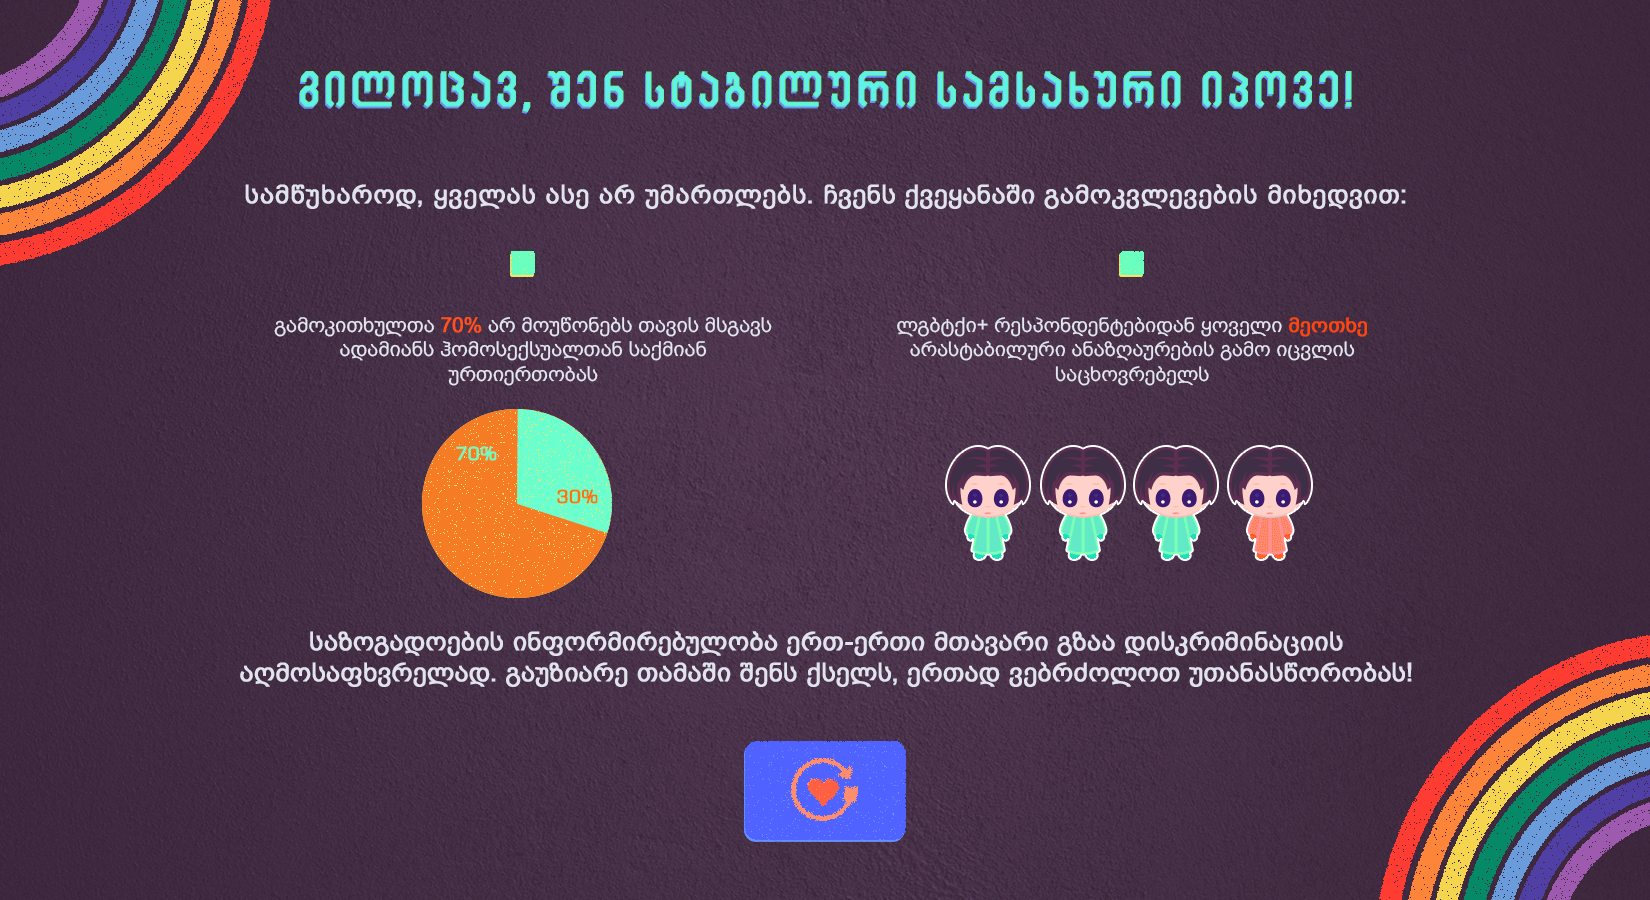 გილოცავ, შენ სტაბილური სამსახური იპოვე!
სამწუხაროდ, ყველას ასე არ უმართლებს. ჩვენს ქვეყანაში გამოკვლევების მიხედვით:
გამოკითხულთა 70% არ მოუწონებს თავის მსგავს
ადამიანს ჰომოსექსუალთან საქმიან
ურთიერთობას
70%
30%
ლგბტქი+ რესპონდენტებიდან ყოველი მეოთხე
არასტაბილური ანაზღაურების გამო იცვლის
საცხოვრებელს
საზოგადოების ინფორმირებულობა ერთ-ერთი მთავარი გზაა დისკრიმინაციის
აღმოსაფხვრელად. გაუზიარე თამაში შენს ქსელს, ერთად ვებრძოლოთ უთანასწორობას!